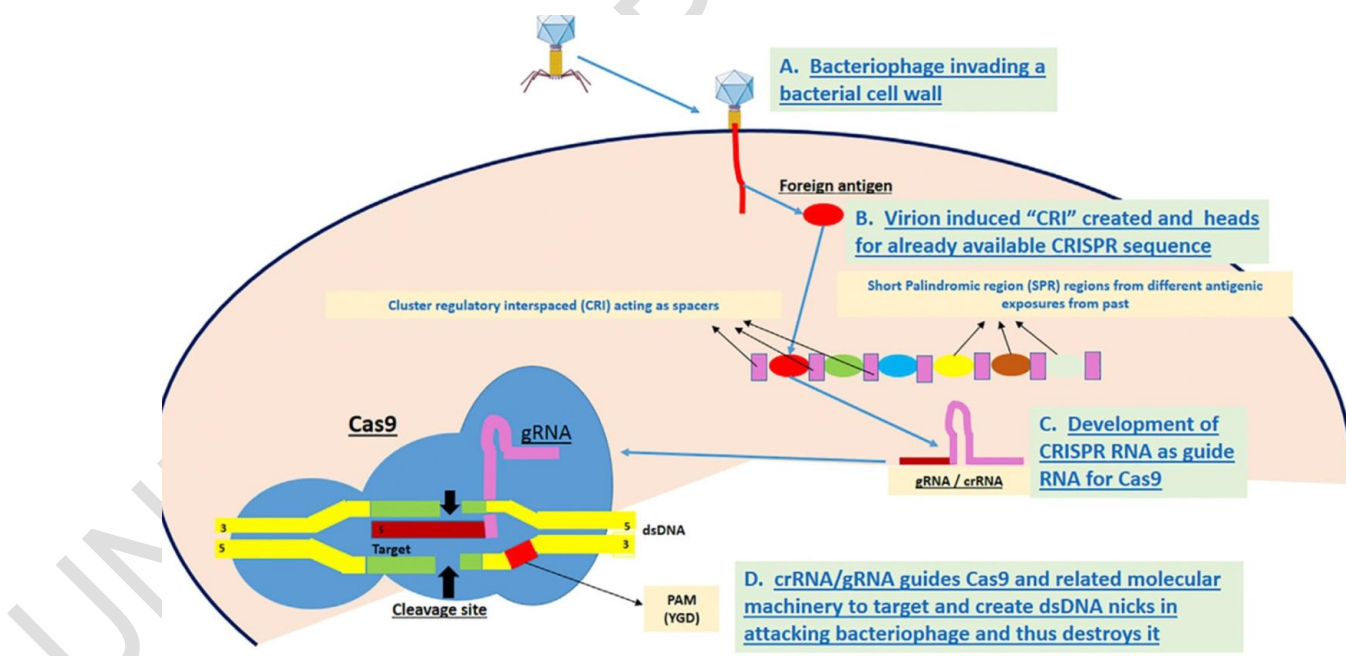 A. Bacteriophage invading a
bacterial cell wall
Foreign antigen
B. Virion induced “CRI” created and heads
for already available CRISPR sequence
Cluster regulatory interspaced (CRI) acting as spacers
Short Palindromic region (SPR) regions from different antigenic
exposures from past
Cas9
gRNA
C. Development of
CRISPR RNA as guide
RNA for Cas9
gRNA / crRNA
3
5
5
Target
5
3
dsDNA
Cleavage site
PAM
(YGD)
D. crRNA/gRNA guides Cas9 and related molecular
machinery to target and create dsDNA nicks in
attacking bacteriophage and thus destroys it